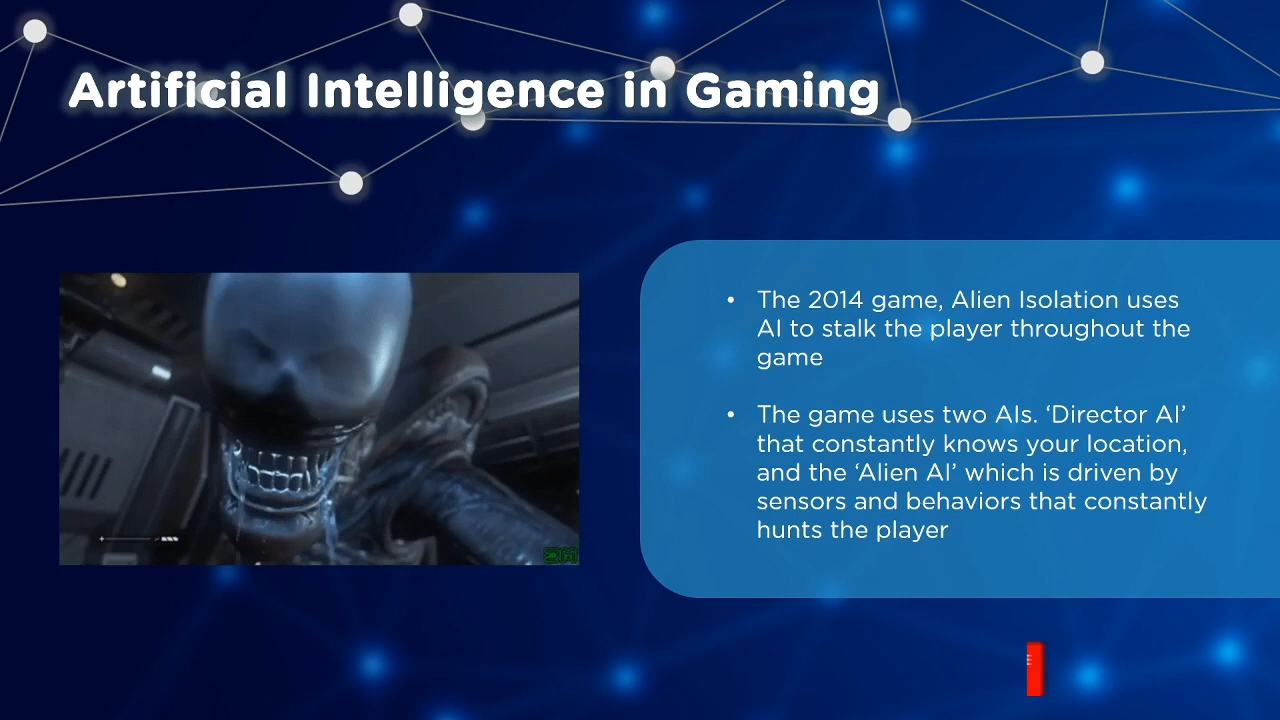 Artificial Intelligence in Gaming
• The 2014 game, Alien Isolation uses
AI to stalk the player throughout the
game
• The game uses two AIs. ‘Director AI’
that constantly knows your location,
and the ‘Alien AI’ which is driven by
sensors and behaviors that constantly
hunts the player